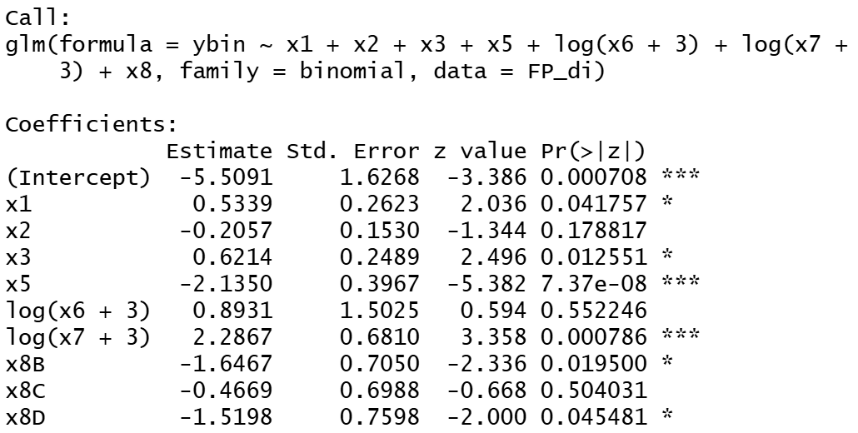 Call:
glm(formula = ybin ~ x1 + x2 + x3 + x5 + log(x6 + 3) + log(x7 +
    3) + x8, family = binomial, data = FP_di)

Coefficients:
            Estimate Std. Error z value Pr(>|z|)
(Intercept)  -5.5091     1.6268  -3.386 0.000708 ***
x1            0.5339     0.2623   2.036 0.041757 *
x2           -0.2057     0.1530  -1.344 0.178817
x3            0.6214     0.2489   2.496 0.012551 *
x5           -2.1350     0.3967  -5.382 7.37e-08 ***
log(x6 + 3)   0.8931     1.5025   0.594 0.552246
log(x7 + 3)   2.2867     0.6810   3.358 0.000786 ***
x8B          -1.6467     0.7050  -2.336 0.019500 *
x8C          -0.4669     0.6988  -0.668 0.504031
x8D          -1.5198     0.7598  -2.000 0.045481 *